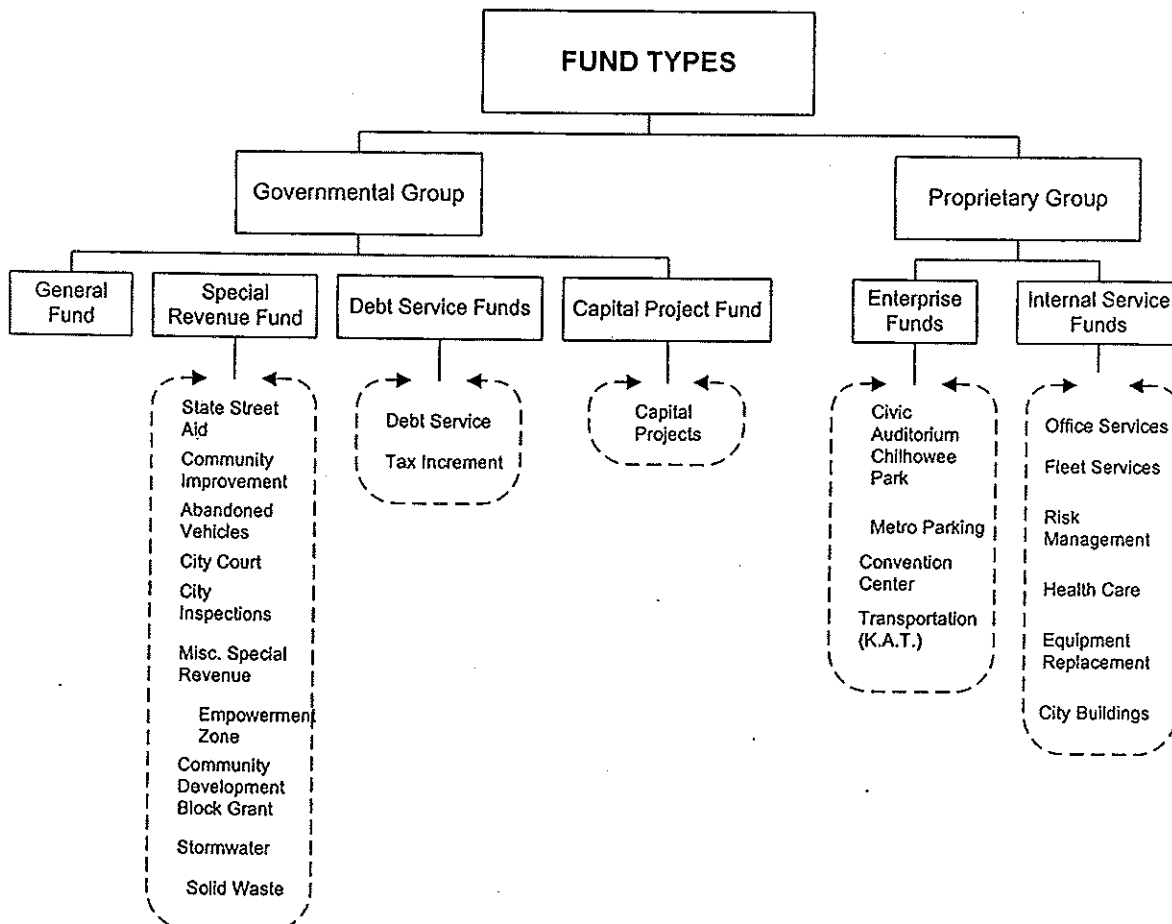 FUND TYPES
Governmental Group
Proprietary Group
General
Fund
Special
Revenue Fund
Debt Service Funds
Capital Project Fund
Enterprise
Funds
Internal Service
Funds
State Street
Aid
Community
Improvement
Abandoned
Vehicles
City Court
City
Inspections
Misc. Special
Revenue
Empowerment
Zone
Community
Development
Block Grant
Stormwater
Solid Waste
Debt Service
Tax Increment
Capital
Projects
Civic
Auditorium
Chilhowee
Park
Metro Parking
Convention
Center
Transportation
(K.A.T.)
Office Services
Fleet Services
Risk
Management
Health Care
Equipment
Replacement
City Buildings